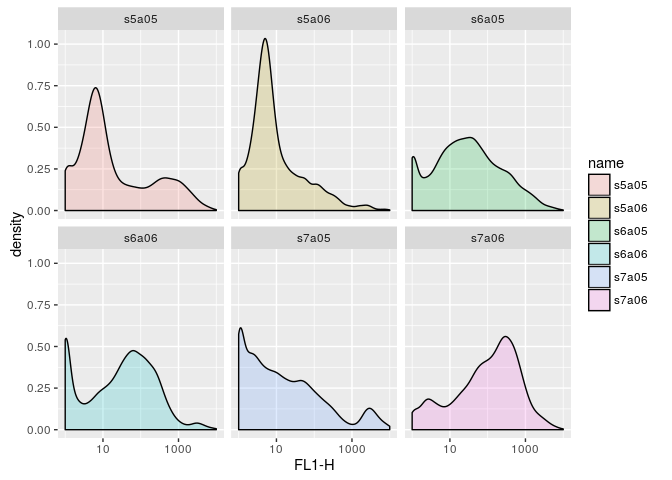 s5a05 s5a06 s6a05
1.00
0.75
0.50
0.25
0.00
s6a06 s7a05 s7a06
1.00
0.75
0.50
0.25
0.00
10 1000 10 1000 10 1000
FL1-H
density
name
s5a05
s5a06
s6a05
s6a06
s7a05
s7a06